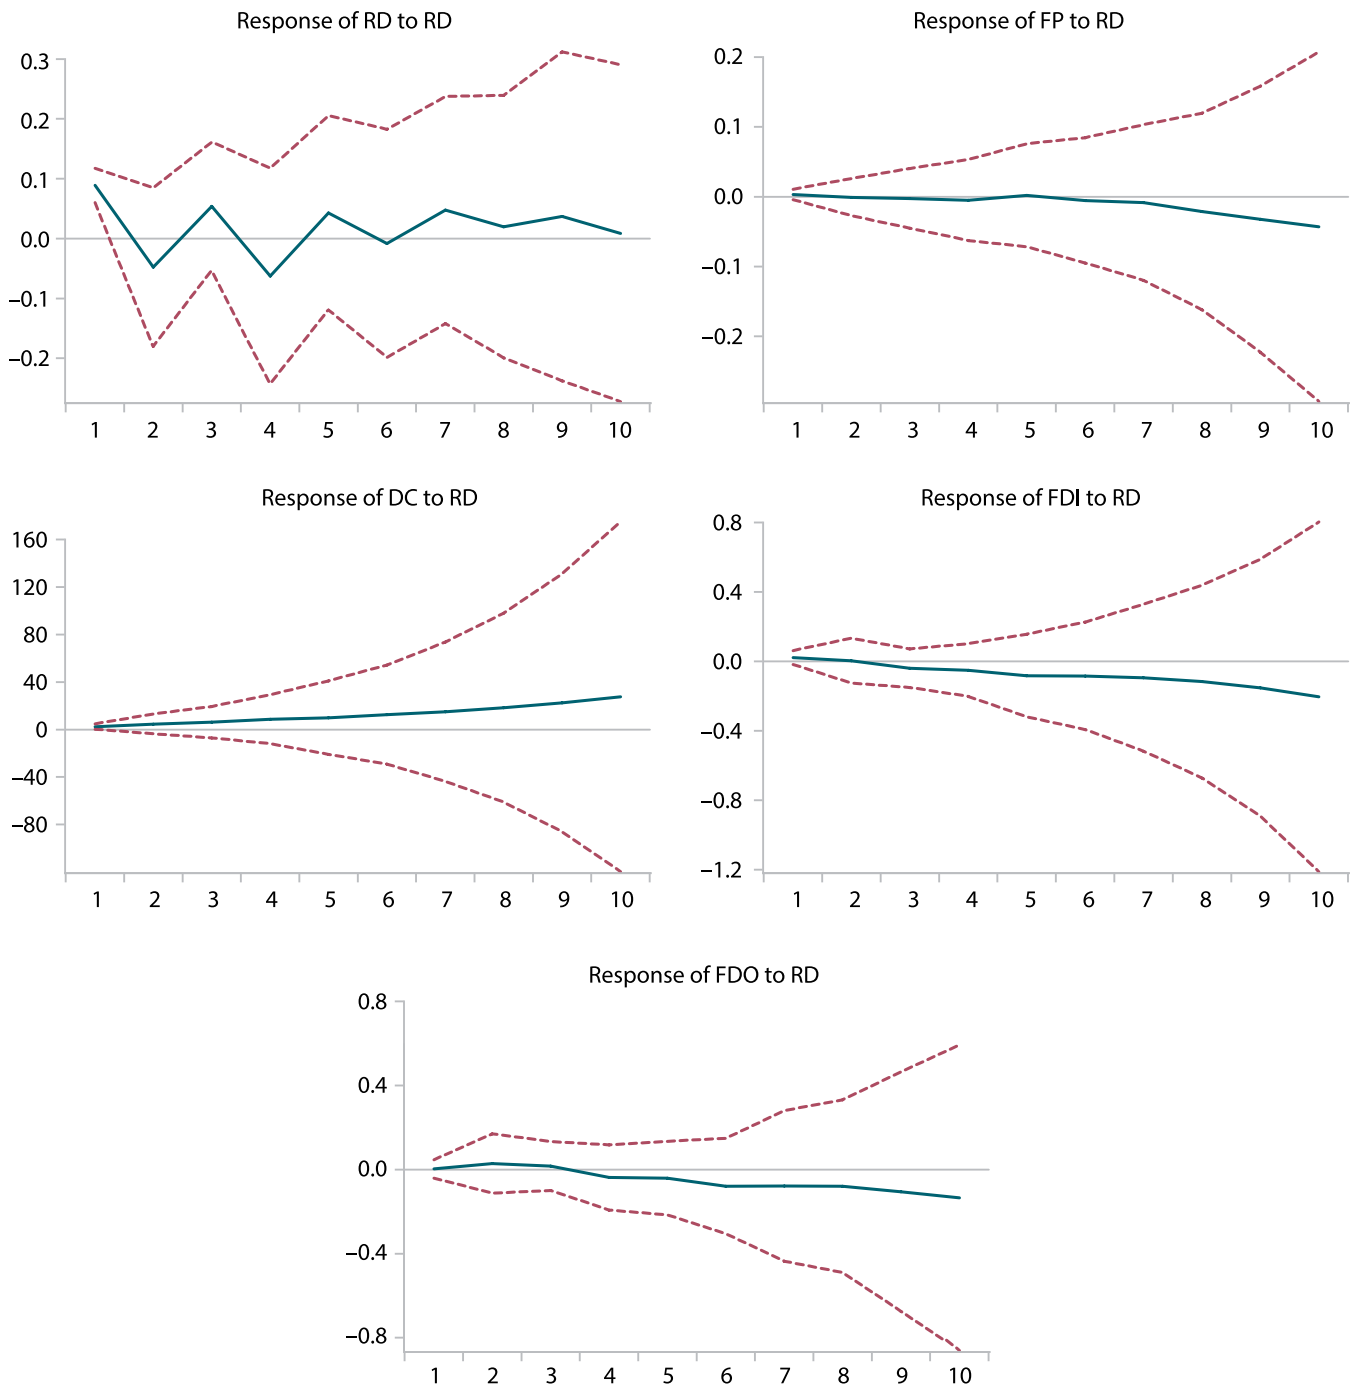 Response of RD to RD
0.3
0.2
0.1
0.0
–0.1
–0.2
1 2 3 4 5 6 7 8 9 10
Response of FP to RD
0.2
0.1
0.0
–0.1
–0.2
1 2 3 4 5 6 7 8 9 10
Response of DC to RD
160
120
80
40
0
–40
–80
1 2 3 4 5 6 7 8 9 10
Response of FDI to RD
0.8
0.4
0.0
–0.4
–0.8
–1.2
1 2 3 4 5 6 7 8 9 10
Response of FDO to RD
0.8
0.4
0.0
–0.4
–0.8
1 2 3 4 5 6 7 8 9 10